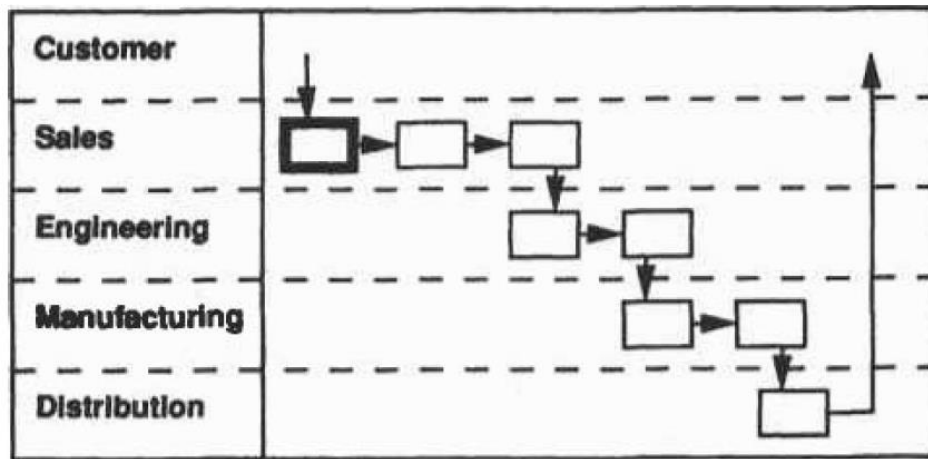 Customer
Sales
Engineering
Manufacturing
Distribution